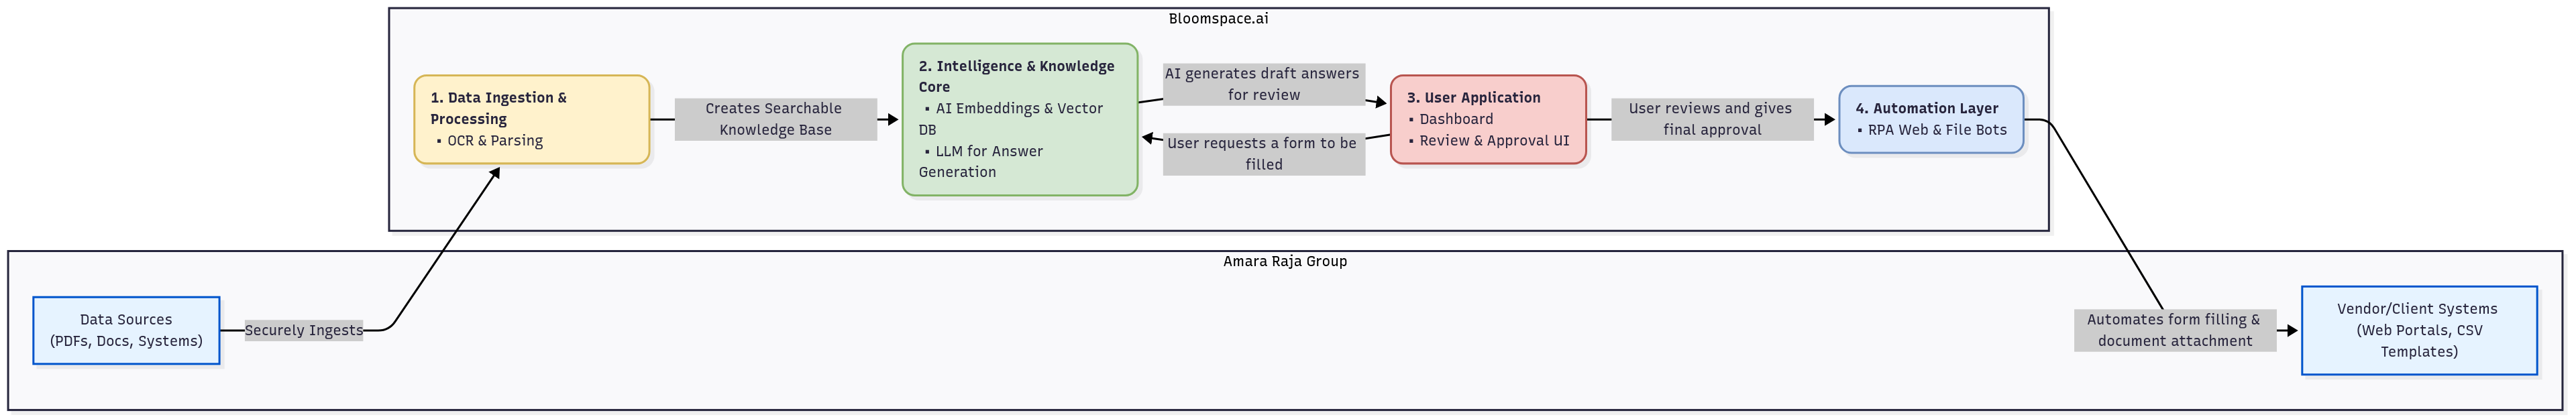 Bloomspace.ai
1. Data Ingestion &
Processing
▪ OCR & Parsing
Creates Searchable
Knowledge Base
2. Intelligence & Knowledge
Core
▪ AI Embeddings & Vector
DB
▪ LLM for Answer
Generation
AI generates draft answers
for review
User requests a form to be
filled
3. User Application
▪ Dashboard
▪ Review & Approval UI
User reviews and gives
final approval
4. Automation Layer
▪ RPA Web & File Bots
Amara Raja Group
Data Sources
(PDFs, Docs, Systems)
Securely Ingests
Automates form filling &
document attachment
Vendor/Client Systems
(Web Portals, CSV
Templates)